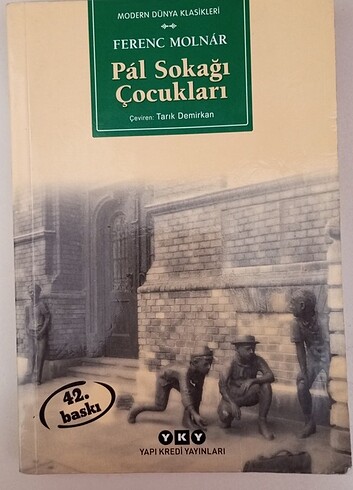 MODERN DÜNYA KLASİKLERİ
FERENC MOLNÁR
Pál Sokağı
Çocukları
Çeviren: Tarık Demirkan
42.
baskı
YKY
YAPI KREDİ YAYINLARI